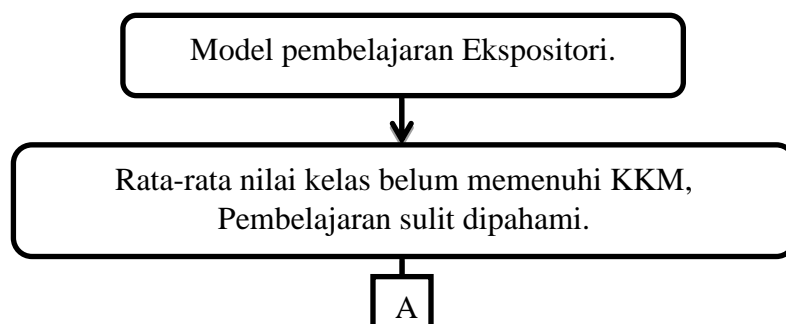 Model pembelajaran Ekspositori.
Rata-rata nilai kelas belum memenuhi KKM,
Pembelajaran sulit dipahami.
A